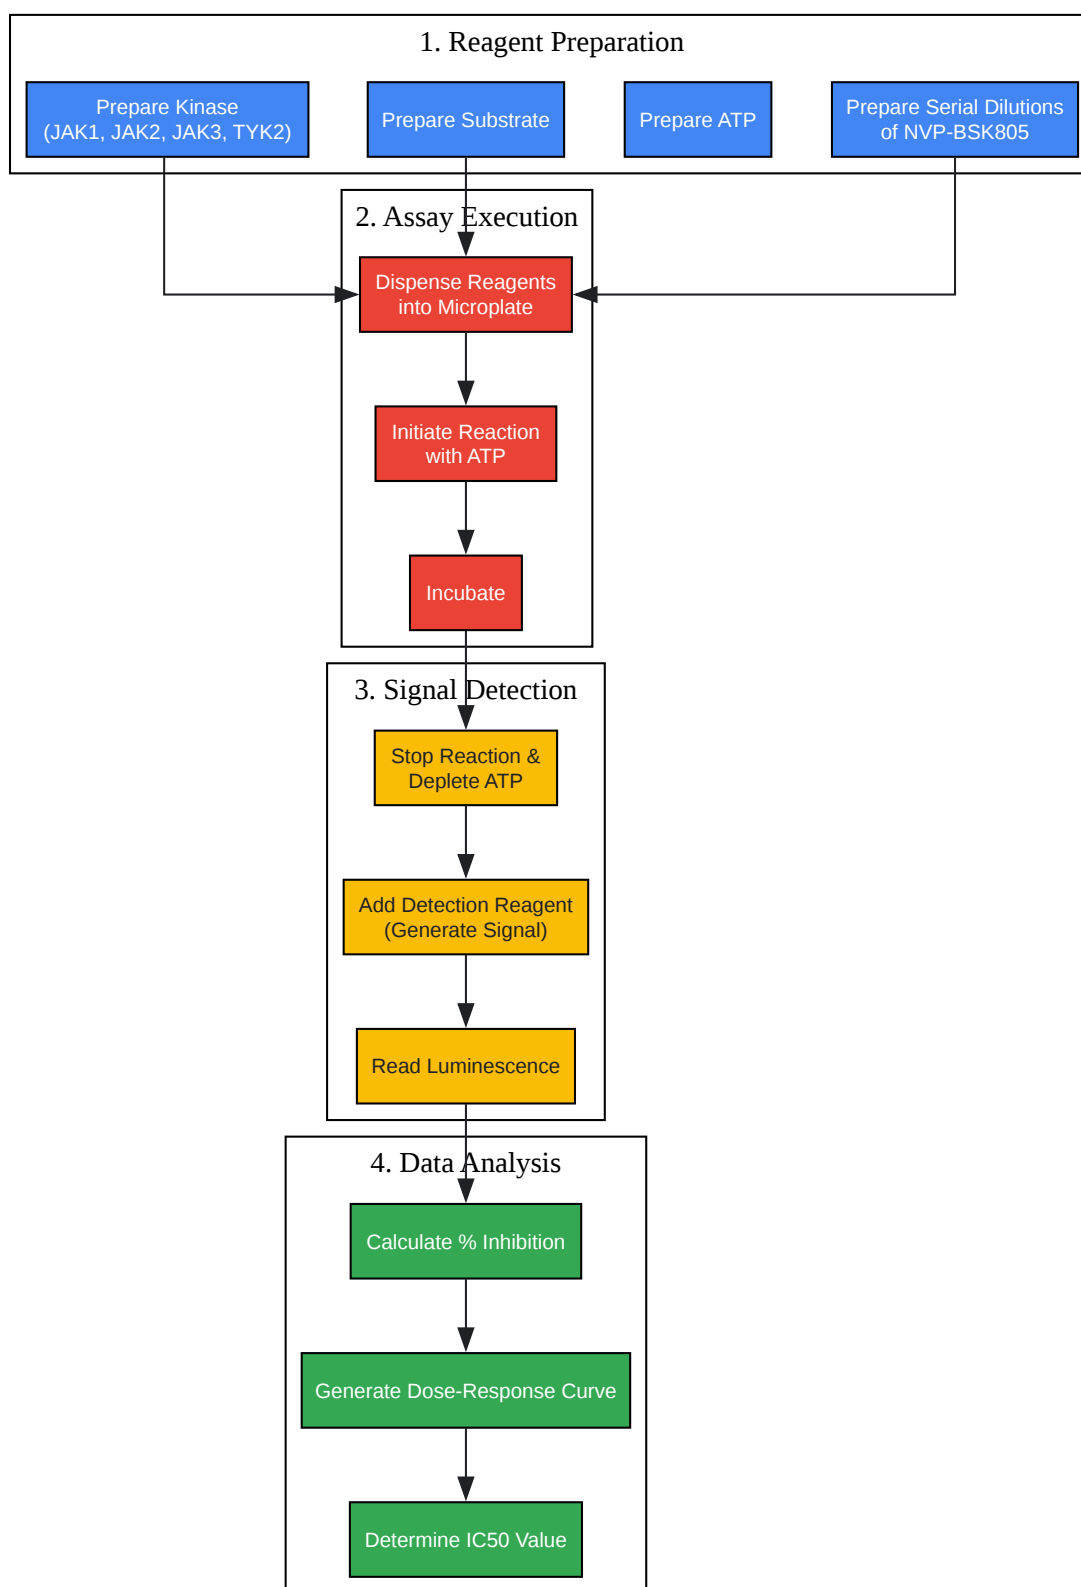 1. Reagent Preparation
Prepare Kinase
(JAK1, JAK2, JAK3, TYK2)
Prepare Substrate
Prepare ATP
Prepare Serial Dilutions
of NVP-BSK805
2. Assay Execution
Dispense Reagents
into Microplate
Initiate Reaction
with ATP
Incubate
3. Signal Detection
Stop Reaction &
Deplete ATP
Add Detection Reagent
(Generate Signal)
Read Luminescence
4. Data Analysis
Calculate % Inhibition
Generate Dose-Response Curve
Determine IC50 Value